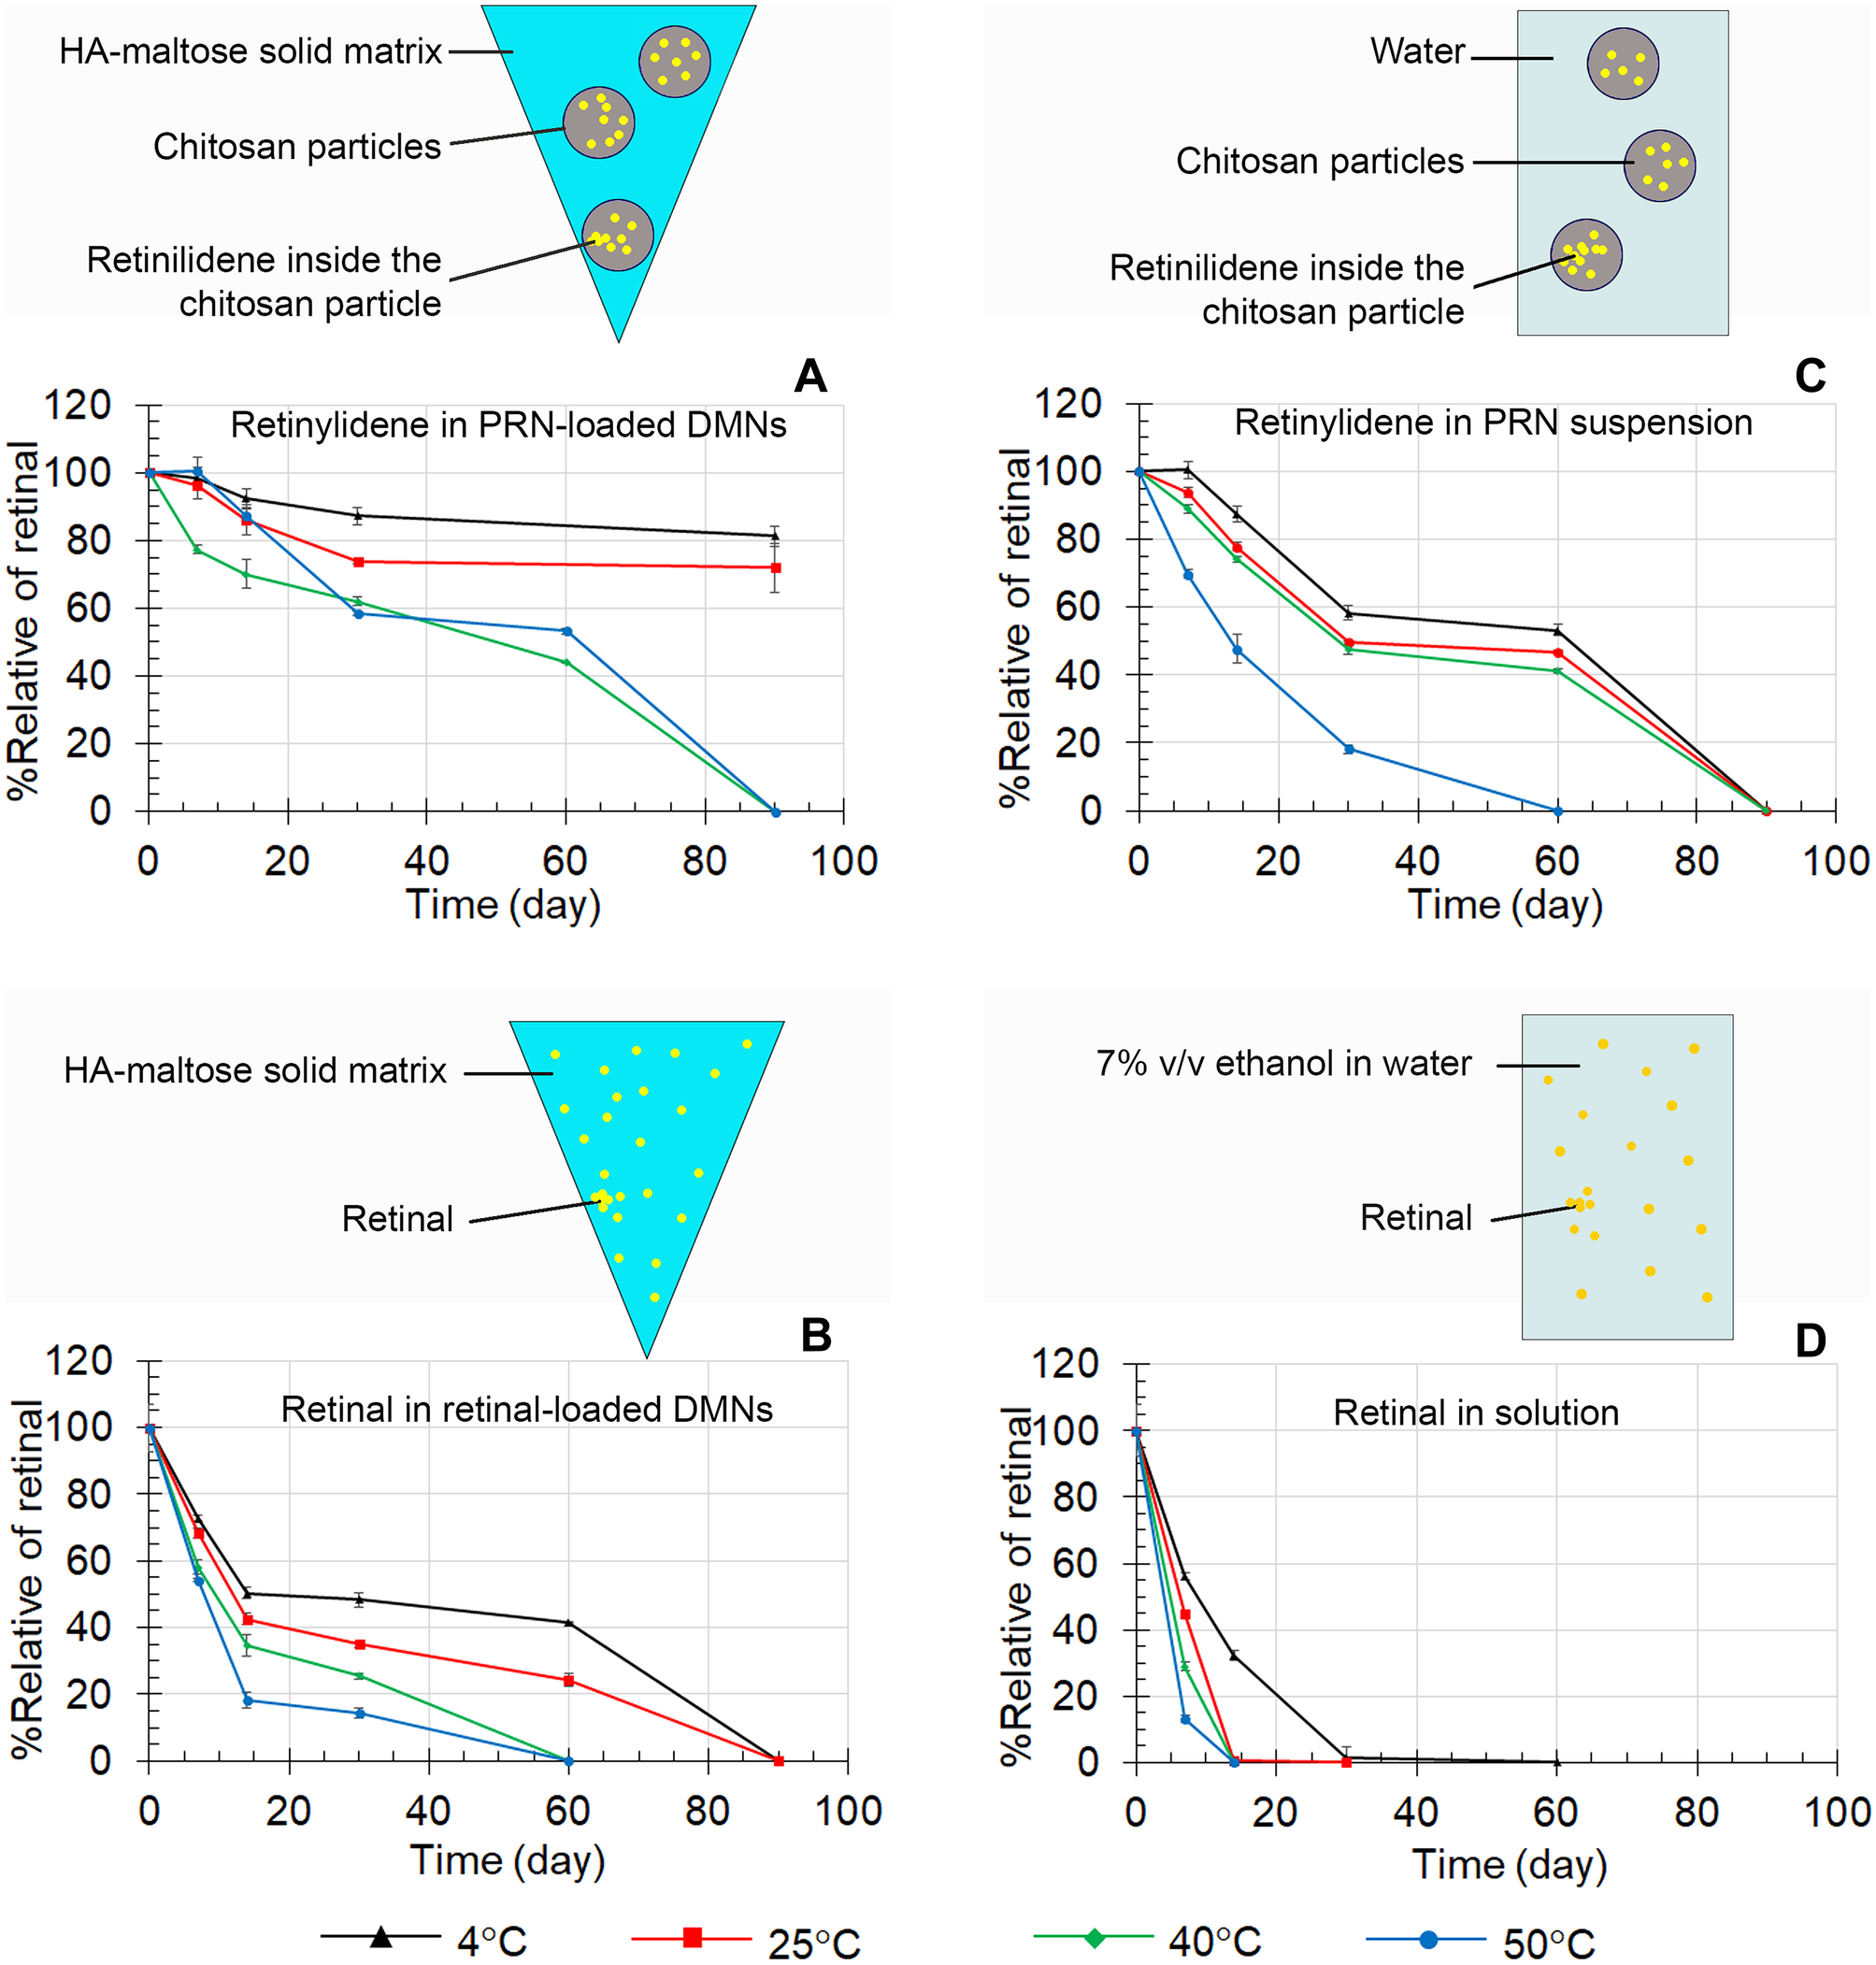 HA-maltose solid matrix
Chitosan particles
Retinilidene inside the
chitosan particle
A
Retinylidene in PRN-loaded DMNs
%Relative of retinal
120
100
80
60
40
20
0
0 20 40 60 80 100
Time (day)
Water
Chitosan particles
Retinilidene inside the
chitosan particle
C
Retinylidene in PRN suspension
%Relative of retinal
120
100
80
60
40
20
0
0 20 40 60 80 100
Time (day)
HA-maltose solid matrix
Retinal
B
Retinal in retinal-loaded DMNs
%Relative of retinal
120
100
80
60
40
20
0
0 20 40 60 80 100
Time (day)
7% v/v ethanol in water
Retinal
D
Retinal in solution
%Relative of retinal
120
100
80
60
40
20
0
0 20 40 60 80 100
Time (day)
4°C 25°C 40°C 50°C